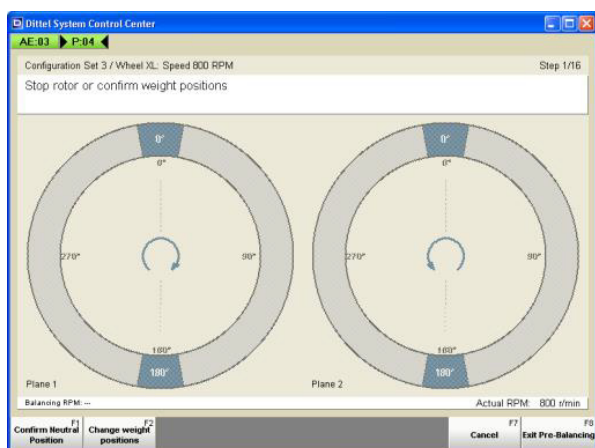 Dittel System Control Center
AE:03 P:04
Configuration Set 3 / Wheel XL: Speed 800 RPM Step 1/16
Stop rotor or confirm weight positions
0° 0°
0° 0°
270° 90° 270° 90°
180° 180°
180° 180°
Plane 1 Plane 2
Balancing RPM: --- Actual RPM: 800 r/min
F1 F2 F7 F8
Confirm Neutral Position Change weight positions Cancel Exit Pre-Balancing